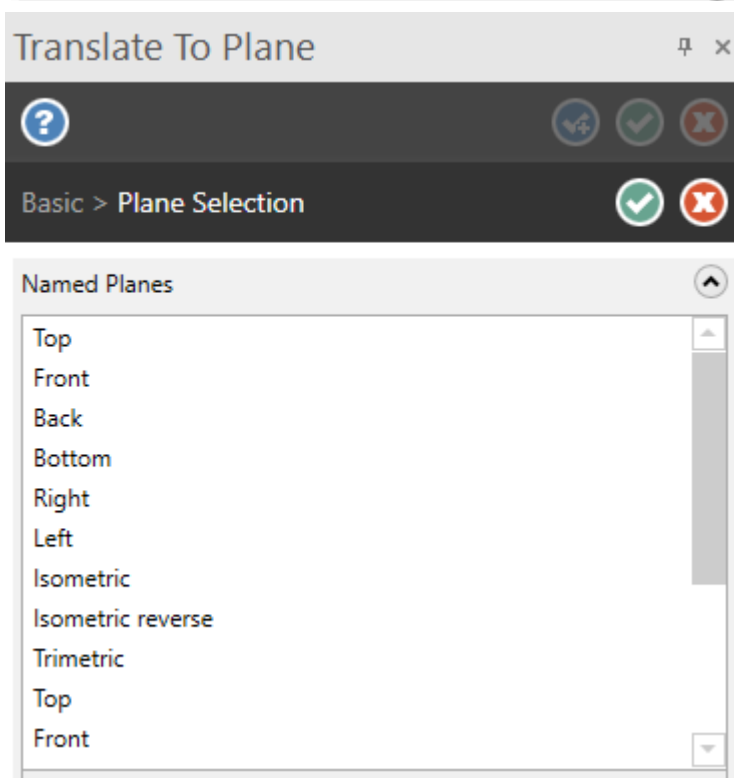 Translate To Plane
Basic > Plane Selection
Named Planes
Top
Front
Back
Bottom
Right
Left
Isometric
Isometric reverse
Trimetric
Top
Front